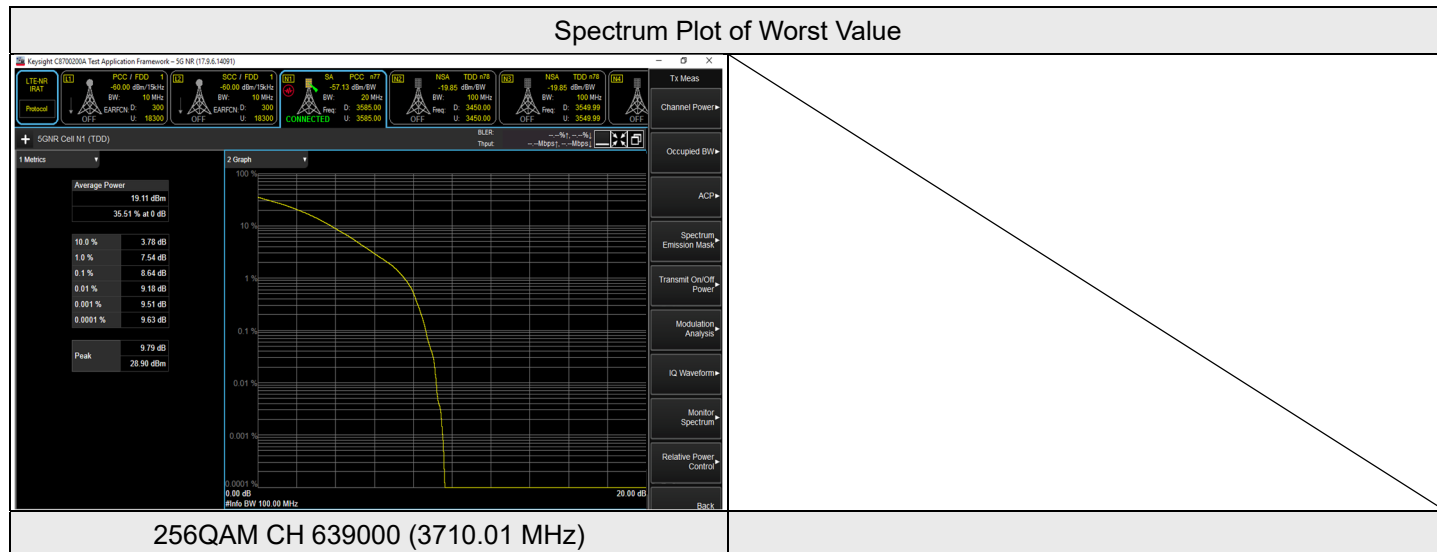 Spectrum Plot of Worst Value
Keysight C8700200A Test Application Framework – 5G NR (17.9.6.14091)
LTE-NR IRAT
Protocol
L1 PCC / FDD 1
-60.00 dBm/15kHz
BW: 10 MHz
EARFCN: D: 300
OFF U: 18300
L2 SCC / FDD 1
-60.00 dBm/15kHz
BW: 10 MHz
EARFCN: D: 300
OFF U: 18300
N1 SA PCC n77
-57.13 dBm/BW
BW: 20 MHz
Freq: D: 3585.00
CONNECTED U: 3585.00
N2 NSA TDD n78
-19.85 dBm/BW
BW: 100 MHz
Freq: D: 3450.00
OFF U: 3450.00
N3 NSA TDD n78
-19.85 dBm/BW
BW: 100 MHz
Freq: D: 3549.99
OFF U: 3549.99
N4
OFF
+ 5GNR Cell N1 (TDD)
BLER: --.--%↑, --.--%↓
Thput: --.--Mbps↑, --.--Mbps↓
1 Metrics
Average Power
19.11 dBm
35.51 % at 0 dB
10.0 % 3.78 dB
1.0 % 7.54 dB
0.1 % 8.64 dB
0.01 % 9.18 dB
0.001 % 9.51 dB
0.0001 % 9.63 dB
Peak 9.79 dB
28.90 dBm
2 Graph
100 %
10 %
1 %
0.1 %
0.01 %
0.001 %
0.0001 %
0.00 dB 20.00 dB
#Info BW 100.00 MHz
Tx Meas
Channel Power
Occupied BW
ACP
Spectrum
Emission Mask
Transmit On/Off
Power
Modulation
Analysis
IQ Waveform
Monitor
Spectrum
Relative Power
Control
Back
256QAM CH 639000 (3710.01 MHz)